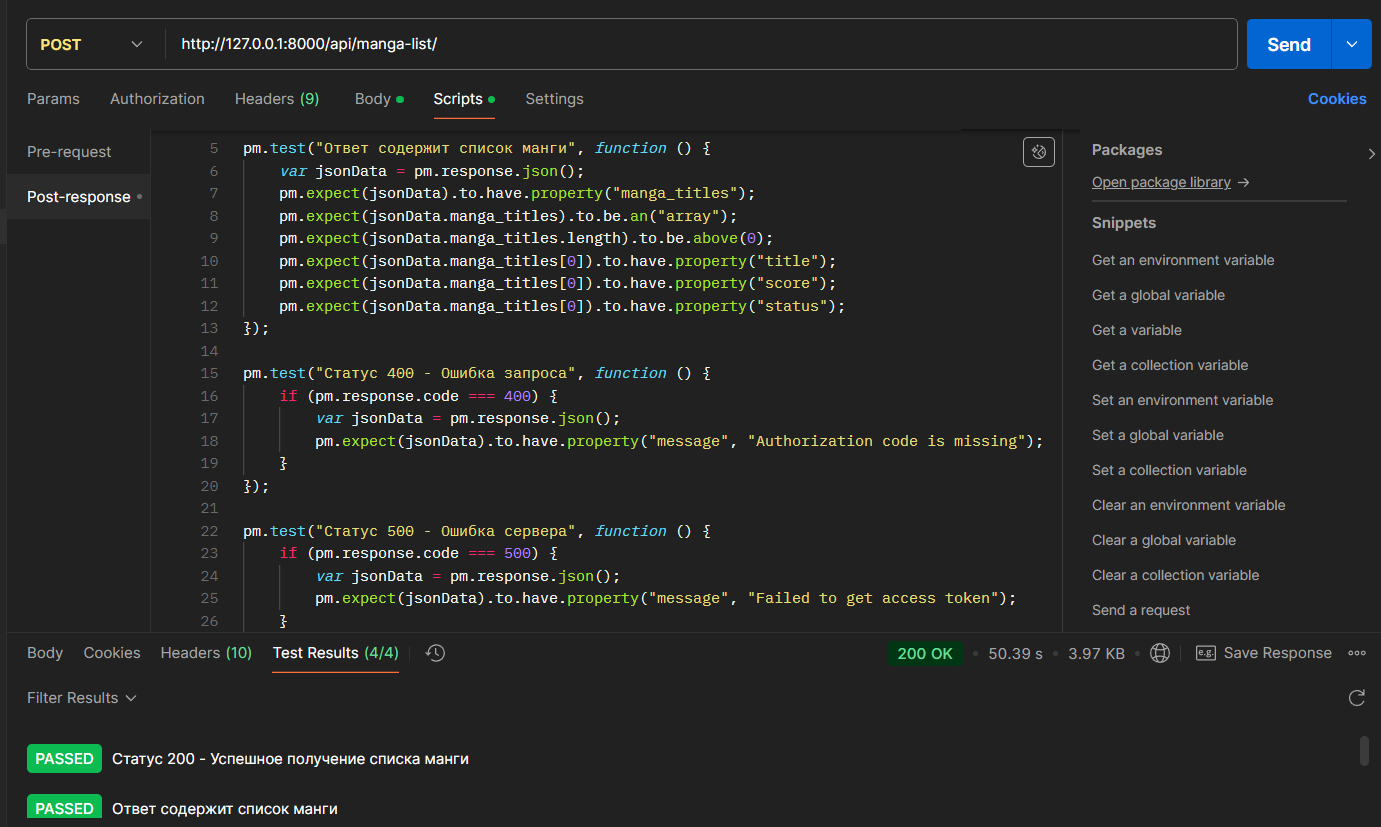 POST http://127.0.0.1:8000/api/manga-list/ Send
Params Authorization Headers (9) Body Scripts Settings Cookies
Pre-request
Post-response
5 pm.test("Ответ содержит список манги", function () {
6 var jsonData = pm.response.json();
7 pm.expect(jsonData).to.have.property("manga_titles");
8 pm.expect(jsonData.manga_titles).to.be.an("array");
9 pm.expect(jsonData.manga_titles.length).to.be.above(0);
10 pm.expect(jsonData.manga_titles[0]).to.have.property("title");
11 pm.expect(jsonData.manga_titles[0]).to.have.property("score");
12 pm.expect(jsonData.manga_titles[0]).to.have.property("status");
13 });
14
15 pm.test("Статус 400 - Ошибка запроса", function () {
16 if (pm.response.code === 400) {
17 var jsonData = pm.response.json();
18 pm.expect(jsonData).to.have.property("message", "Authorization code is missing");
19 }
20 });
21
22 pm.test("Статус 500 - Ошибка сервера", function () {
23 if (pm.response.code === 500) {
24 var jsonData = pm.response.json();
25 pm.expect(jsonData).to.have.property("message", "Failed to get access token");
26 }
Packages
Open package library →
Snippets
Get an environment variable
Get a global variable
Get a variable
Get a collection variable
Set an environment variable
Set a global variable
Set a collection variable
Clear an environment variable
Clear a global variable
Clear a collection variable
Send a request
Body Cookies Headers (10) Test Results (4/4) 200 OK • 50.39 s • 3.97 KB • e.g. Save Response
Filter Results
PASSED Статус 200 - Успешное получение списка манги
PASSED Ответ содержит список манги